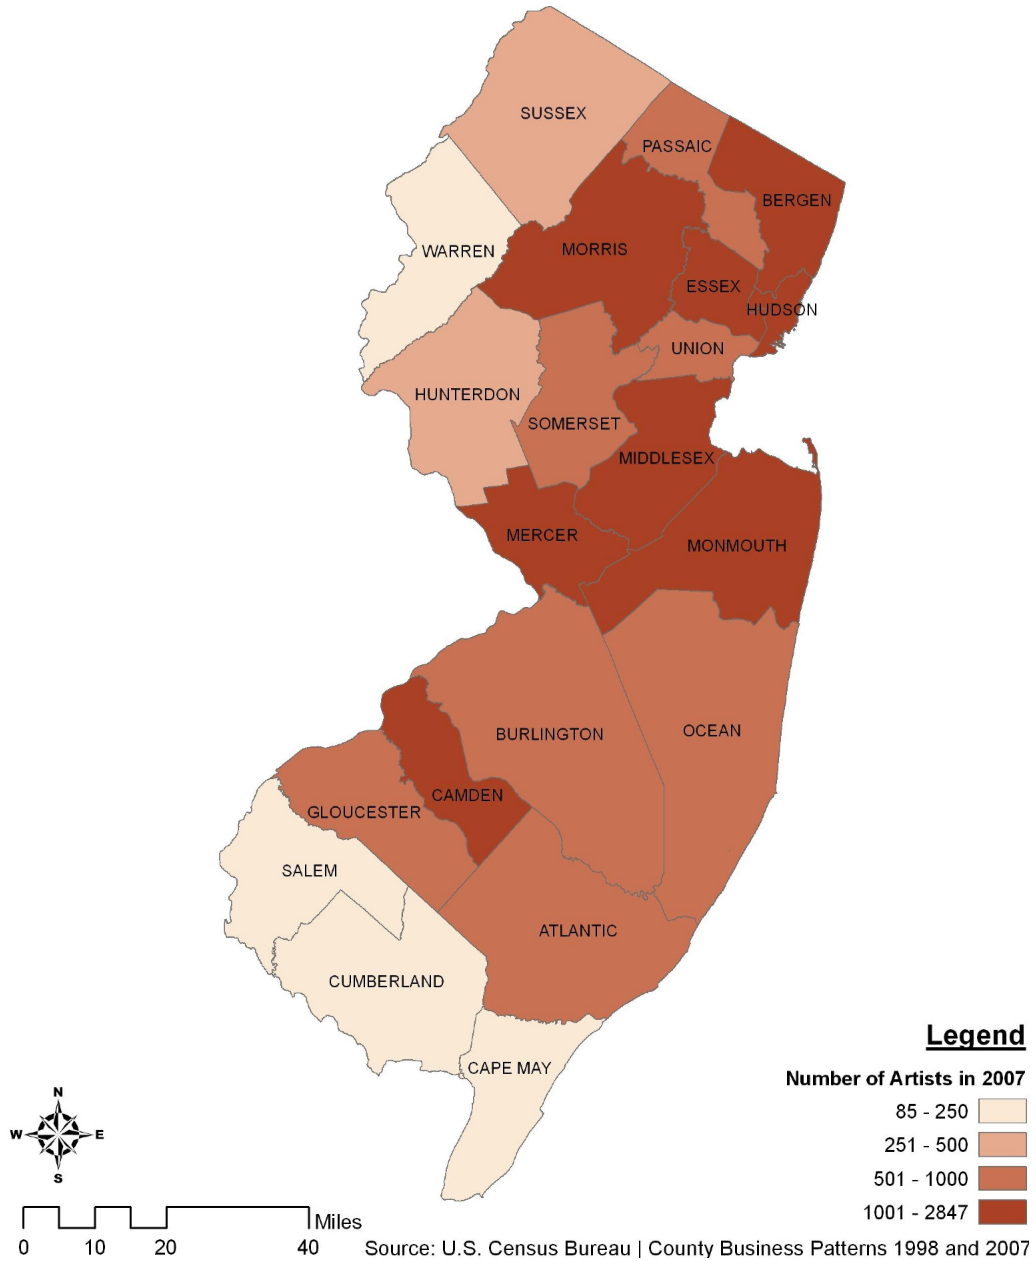 SUSSEX
PASSAIC
BERGEN
WARREN
MORRIS
ESSEX
HUDSON
UNION
HUNTERDON
SOMERSET
MIDDLESEX
MERCER
MONMOUTH
BURLINGTON
OCEAN
CAMDEN
GLOUCESTER
SALEM
ATLANTIC
CUMBERLAND
CAPE MAY
Legend
Number of Artists in 2007
85 - 250
251 - 500
501 - 1000
1001 - 2847
N
W E
S
Miles
0 10 20 40
Source: U.S. Census Bureau | County Business Patterns 1998 and 2007